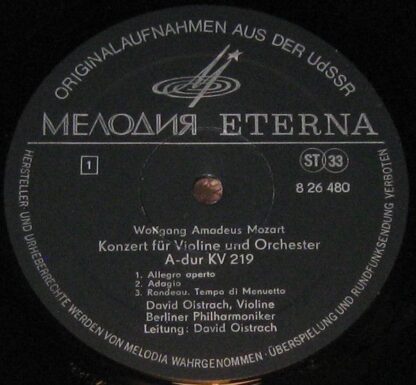 ORIGINALAUFNAHMEN AUS DER UdSSR
МЕЛОДИЯ ETERNA
1
ST 33
8 26 480
Wolfgang Amadeus Mozart
Konzert für Violine und Orchester
A-dur KV 219
1. Allegro aperto
2. Adagio
3. Rondeau. Tempo di Menuetto
David Oistrach, Violine
Berliner Philharmoniker
Leitung: David Oistrach
HERSTELLER- UND URHEBERRECHTE WERDEN VON MELODIA WAHRGENOMMEN · ÜBERSPIELUNG UND RUNDFUNKSENDUNG VERBOTEN